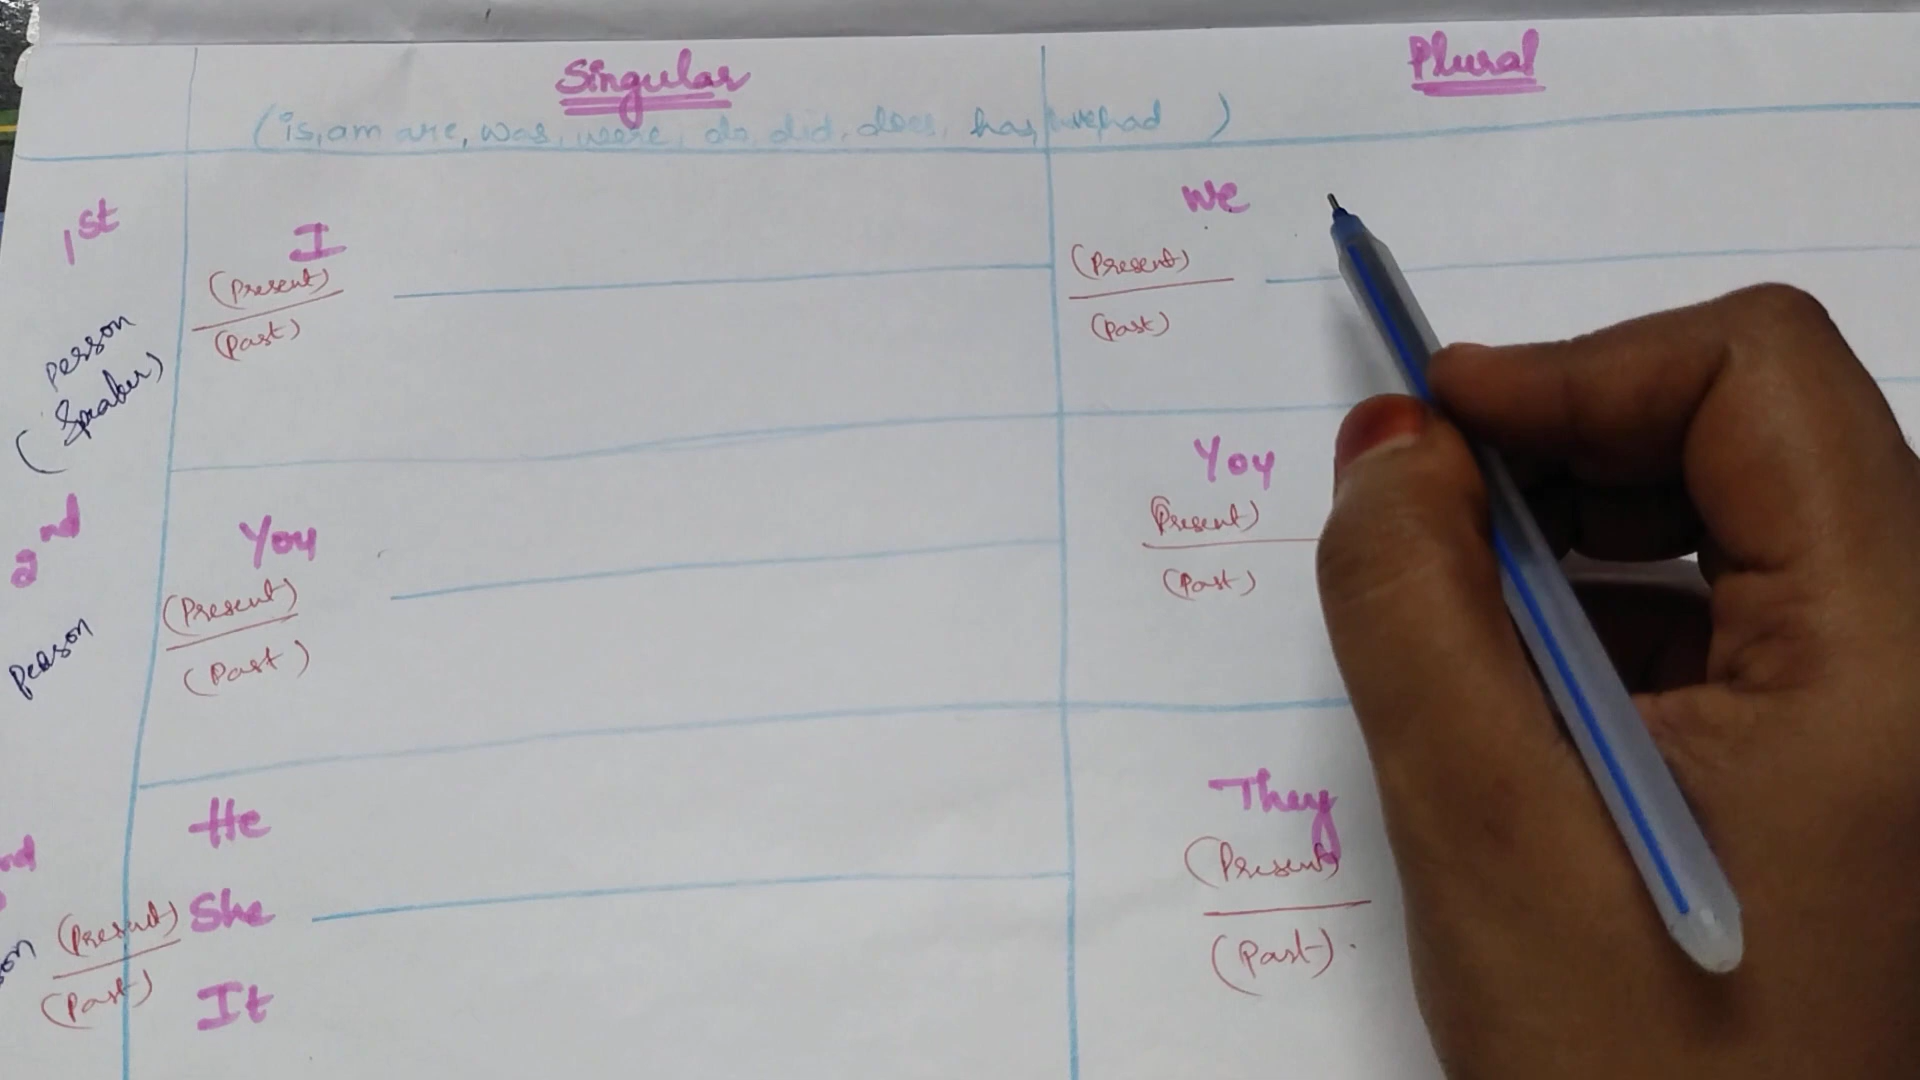 Singular
Plural
(is, am are, was, were, do, did, does, has, have had )
1st
person
(Speaker)
I
(Present)
(Past)
We
(Present)
(Past)
2nd
person
You
(Present)
(Past)
Yoy
(Present)
(Past)
He
She
It
(Present)
(Past)
They
(Present)
(Past).